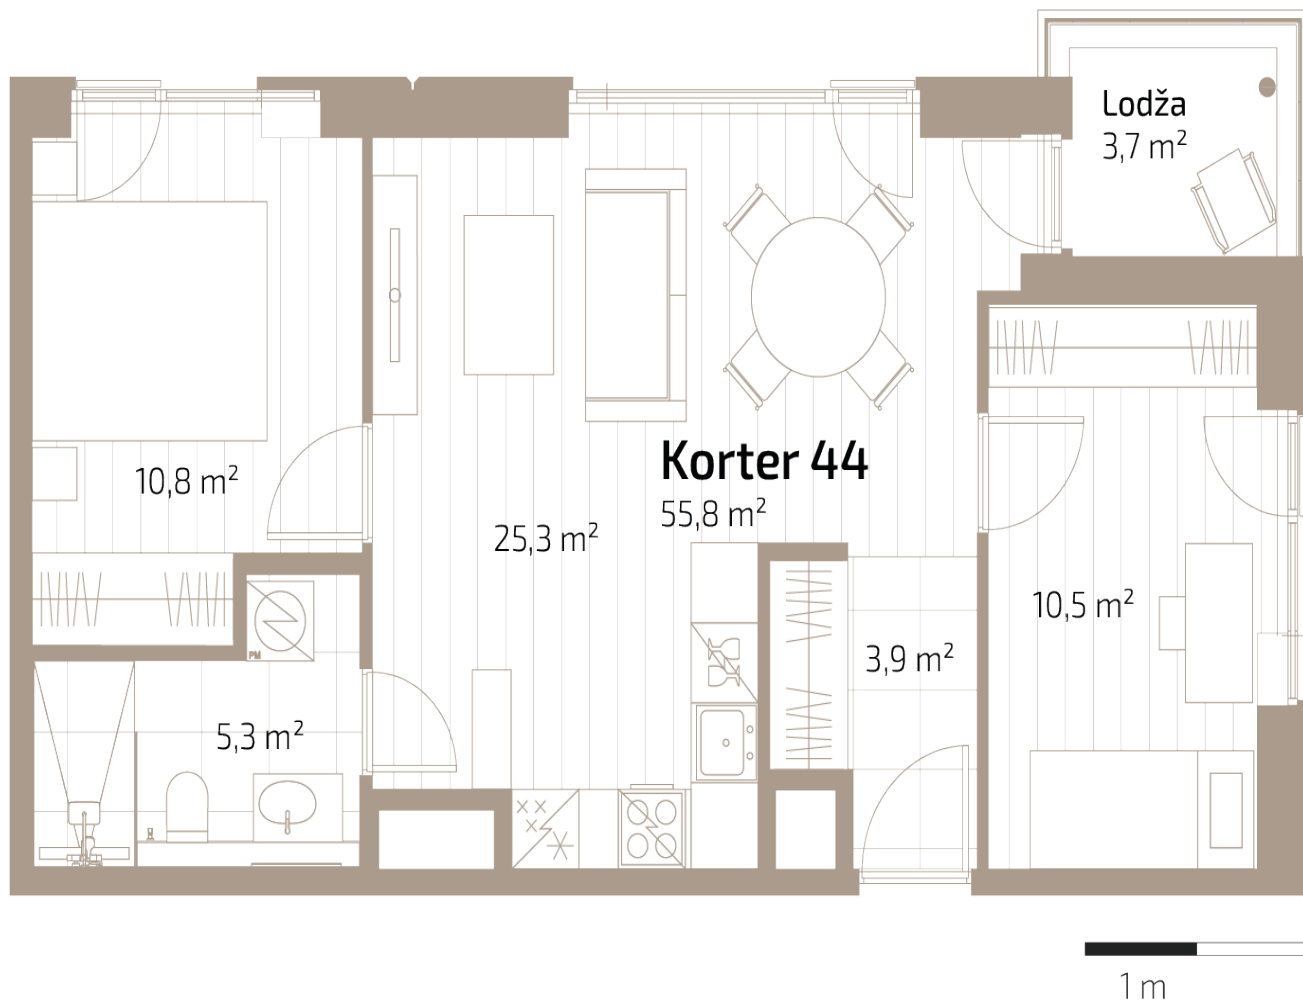 Lodža
3,7 m²
Korter 44
55,8 m²
10,8 m²
25,3 m²
10,5 m²
3,9 m²
PM
5,3 m²
1 m